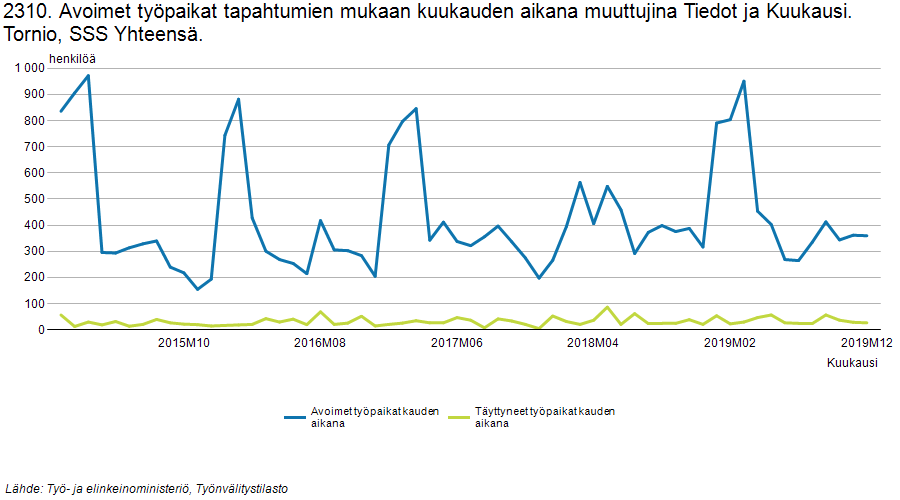 2310. Avoimet työpaikat tapahtumien mukaan kuukauden aikana muuttujina Tiedot ja Kuukausi.
Tornio, SSS Yhteensä.
henkilöä
1 000
900
800
700
600
500
400
300
200
100
0
2015M10 2016M08 2017M06 2018M04 2019M02 2019M12
Kuukausi
Avoimet työpaikat kauden
aikana
Täyttyneet työpaikat kauden
aikana
Lähde: Työ- ja elinkeinoministeriö, Työnvälitystilasto